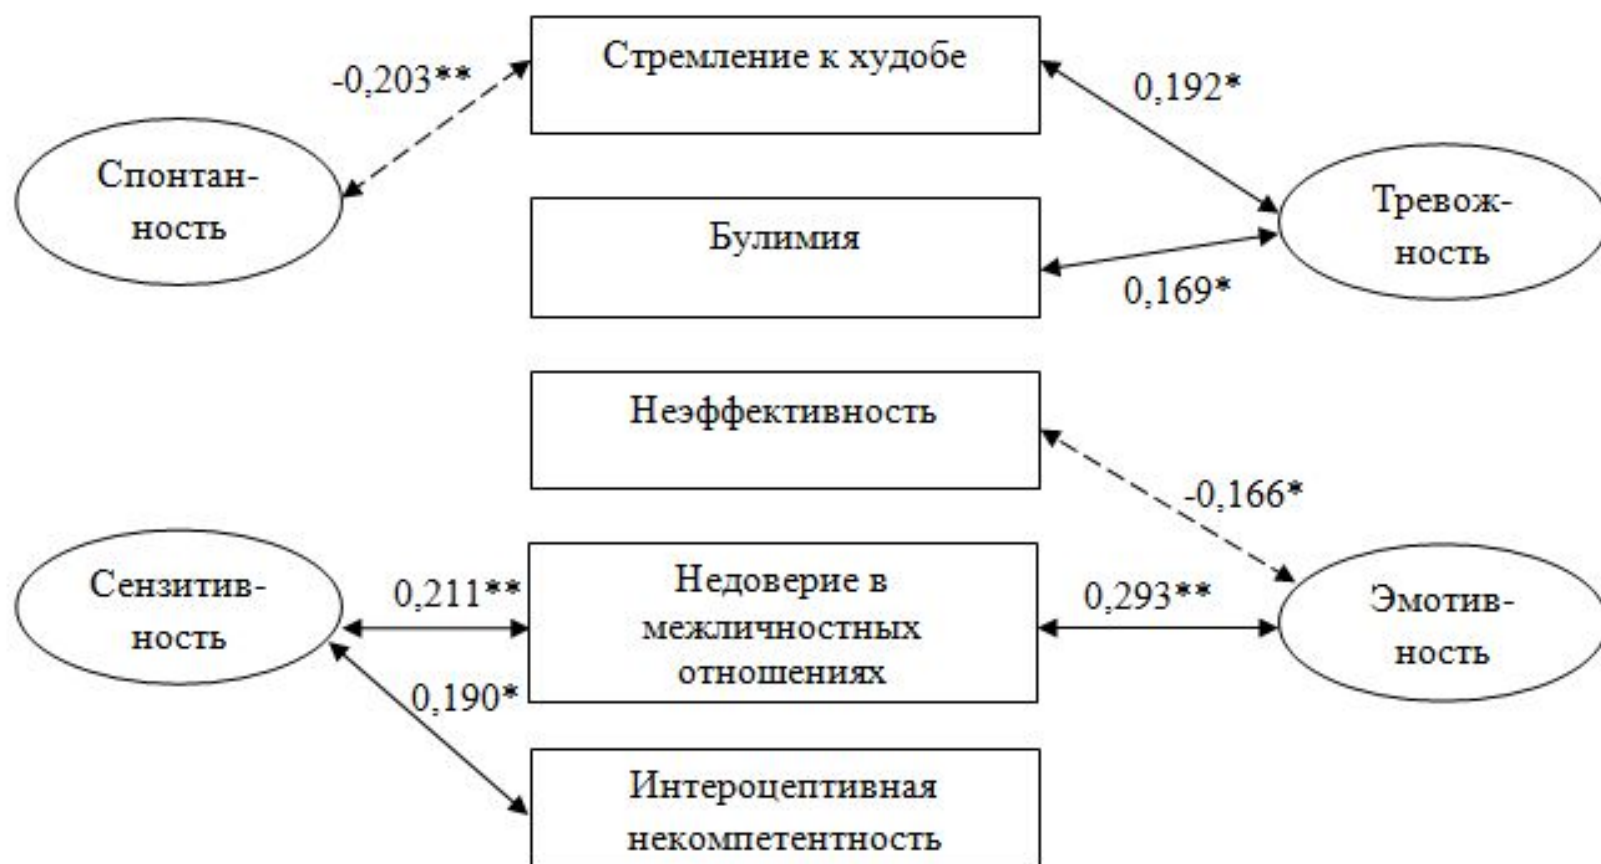 Стремление к худобе
-0,203**
0,192*
Спонтан-
ность
Тревож-
ность
Булимия
0,169*
Неэффективность
-0,166*
Сензитив-
ность
0,211**
Недоверие в
межличностных
отношениях
0,293**
Эмотив-
ность
0,190*
Интероцептивная
некомпетентность